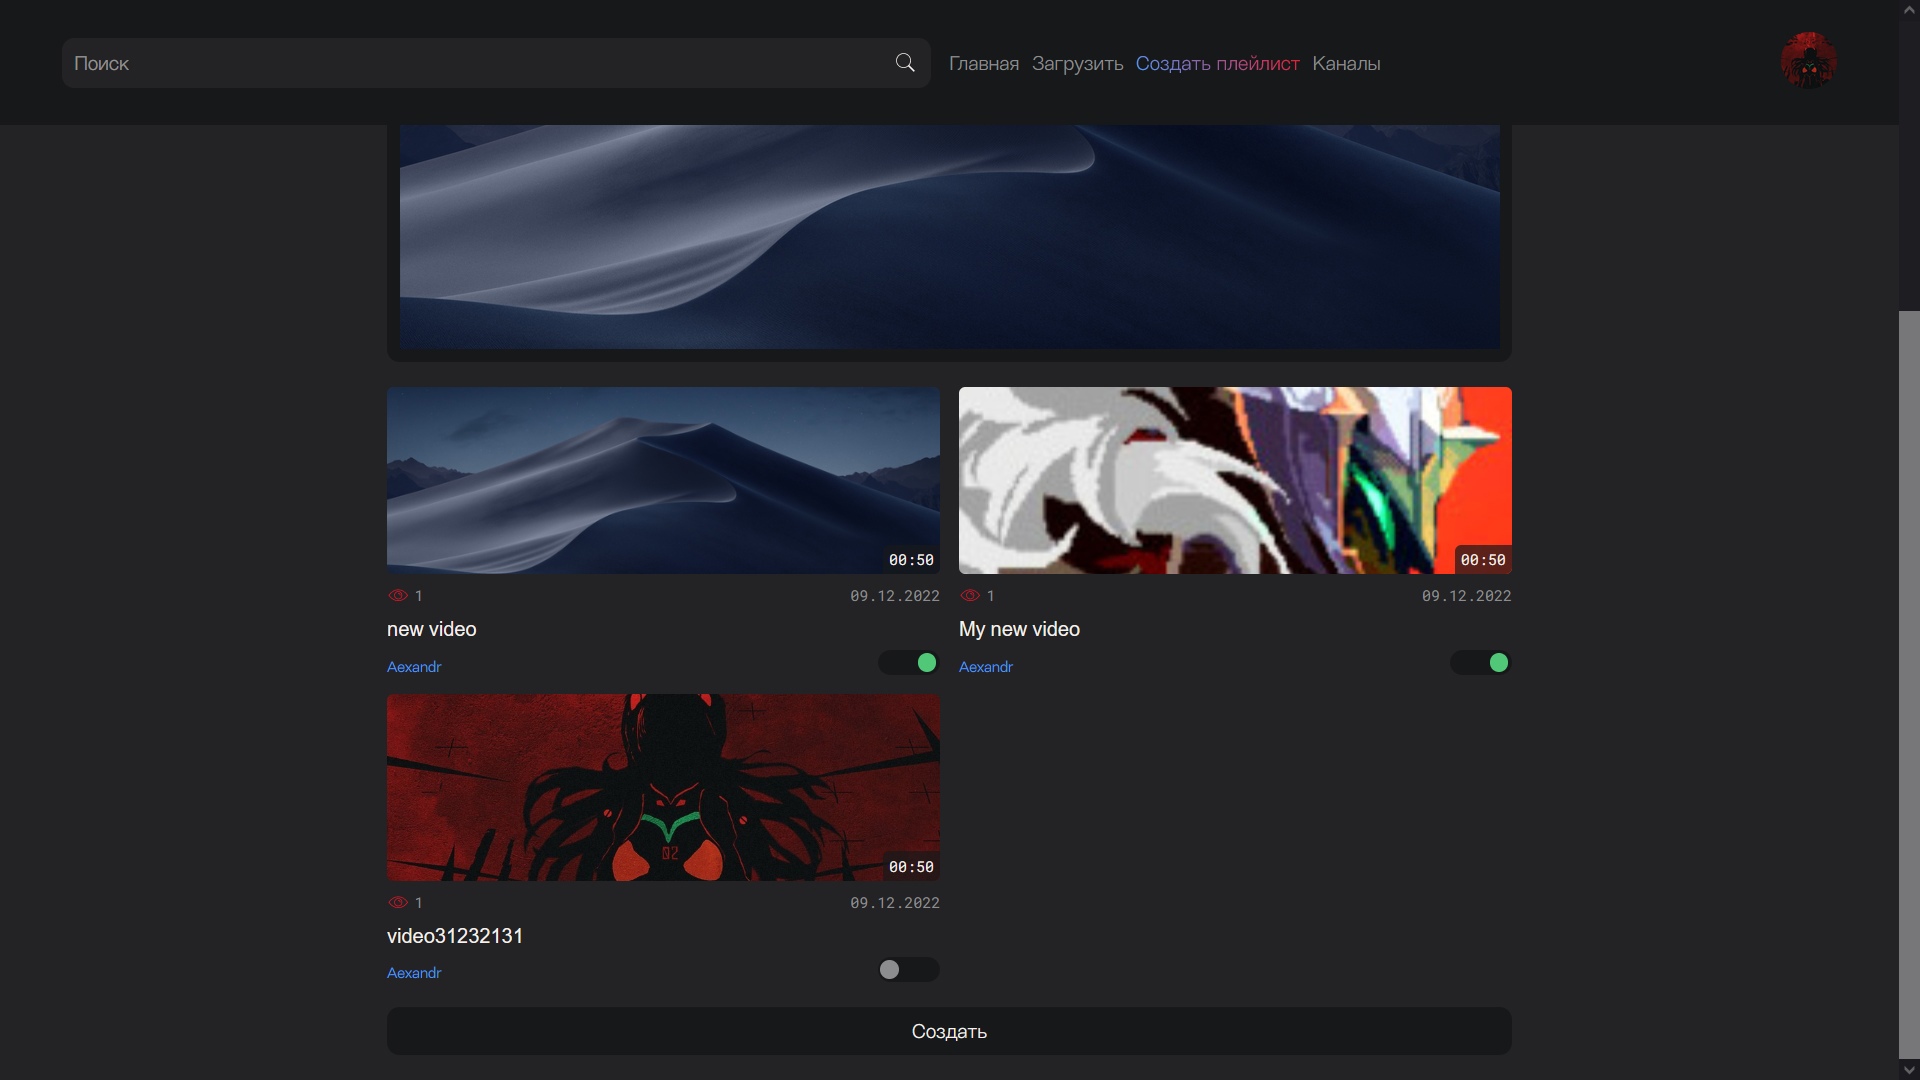 Поиск
Главная Загрузить Создать плейлист Каналы
00:50
00:50
1
09.12.2022
1
09.12.2022
new video
My new video
Aexandr
Aexandr
02
00:50
1
09.12.2022
video31232131
Aexandr
Создать